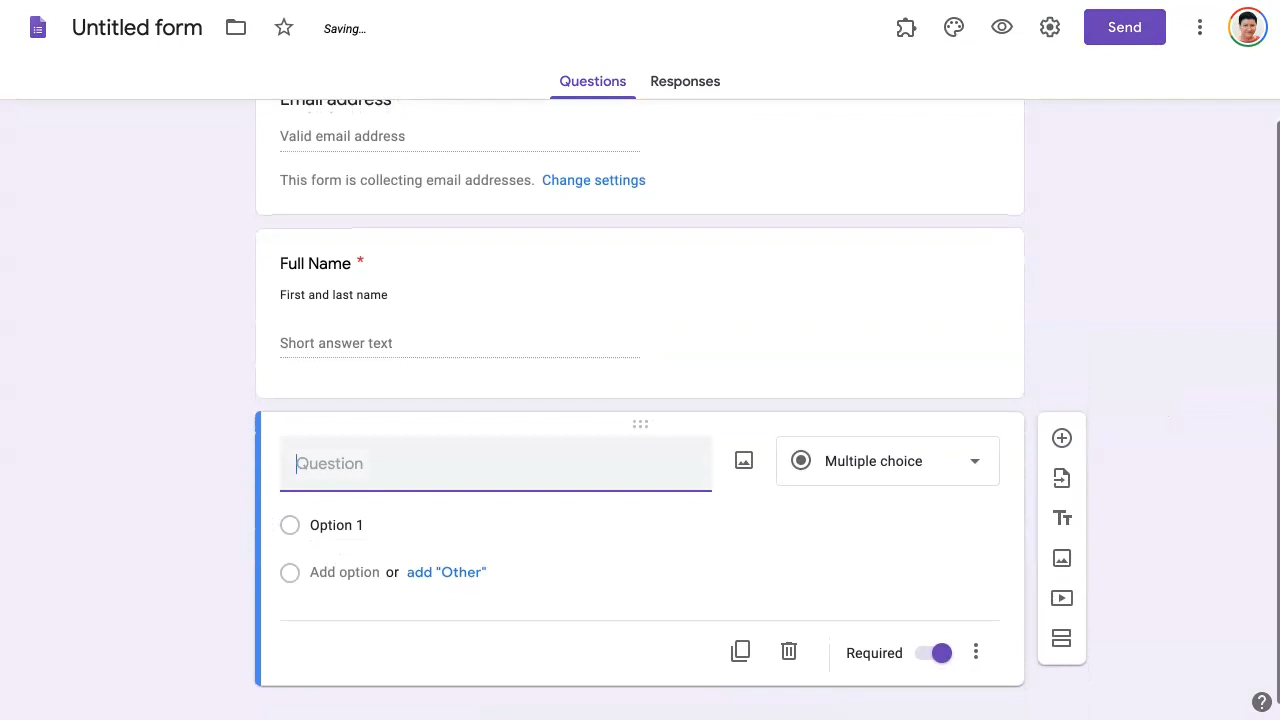 Untitled form
Saving...
Send
Questions
Responses
Email address
Valid email address
This form is collecting email addresses. Change settings
Full Name *
First and last name
Short answer text
Question
Multiple choice
Option 1
Add option or add "Other"
Required